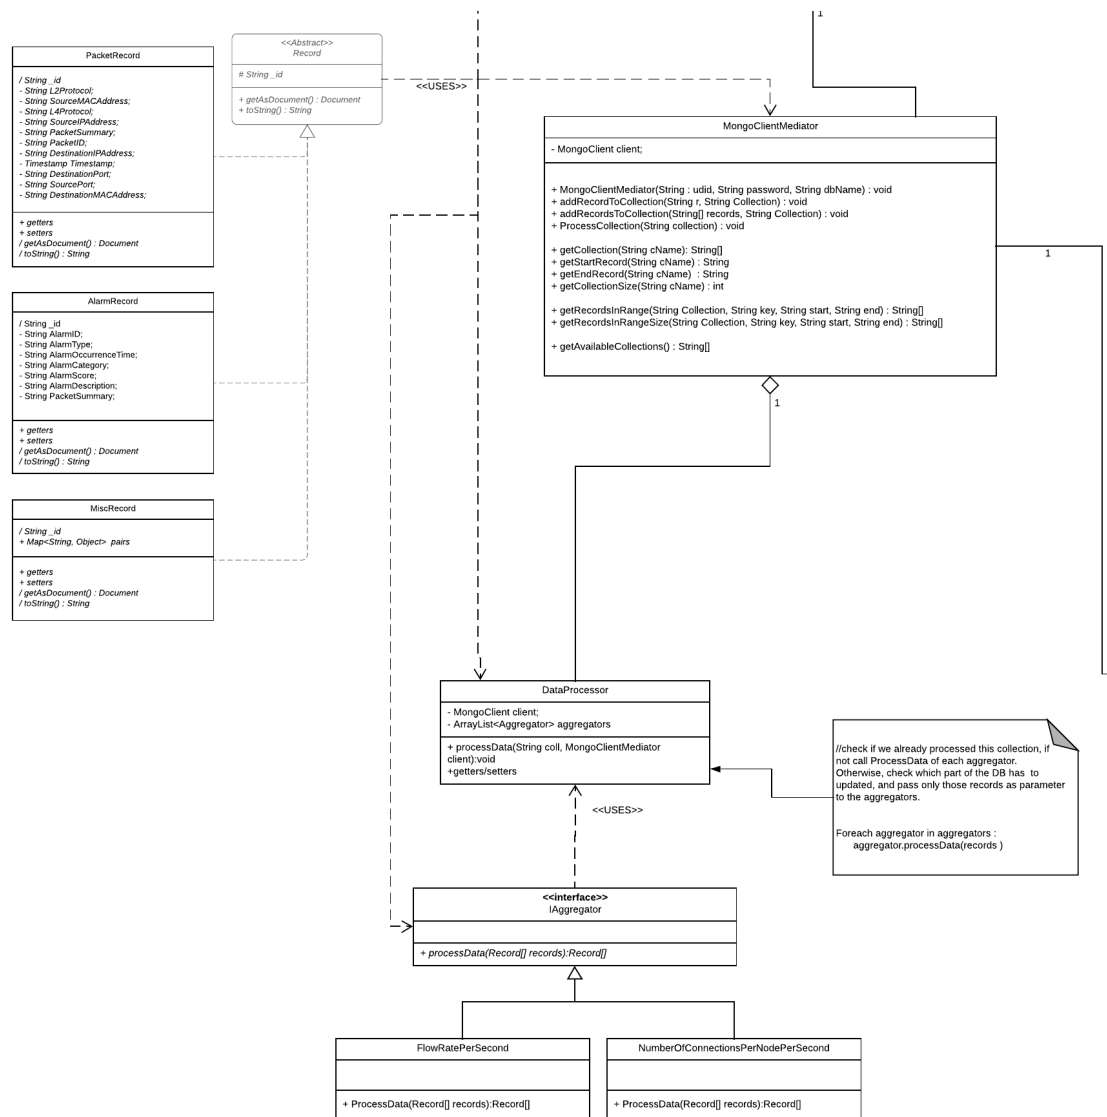 1
PacketRecord
/ String _id
- String L2Protocol;
- String SourceMACAddress;
- String L4Protocol;
- String SourceIPAddress;
- String PacketSummary;
- String PacketID;
- String DestinationIPAddress;
- Timestamp Timestamp;
- String DestinationPort;
- String SourcePort;
- String DestinationMACAddress;
+ getters
+ setters
/ getAsDocument() : Document
/ toString() : String
<<Abstract>>
Record
# String _id
+ getAsDocument() : Document
+ toString() : String
<<USES>>
MongoClientMediator
- MongoClient client;
+ MongoClientMediator(String : udid, String password, String dbName) : void
+ addRecordToCollection(String r, String Collection) : void
+ addRecordsToCollection(String[] records, String Collection) : void
+ ProcessCollection(String collection) : void
+ getCollection(String cName): String[]
+ getStartRecord(String cName) : String
+ getEndRecord(String cName)  : String
+ getCollectionSize(String cName) : int
+ getRecordsInRange(String Collection, String key, String start, String end) : String[]
+ getRecordsInRangeSize(String Collection, String key, String start, String end) : String[]
+ getAvailableCollections() : String[]
1
1
AlarmRecord
/ String _id
- String AlarmID;
- String AlarmType;
- String AlarmOccurrenceTime;
- String AlarmCategory;
- String AlarmScore;
- String AlarmDescription;
- String PacketSummary;
+ getters
+ setters
/ getAsDocument() : Document
/ toString() : String
MiscRecord
/ String _id
+ Map<String, Object>  pairs
+ getters
+ setters
/ getAsDocument() : Document
/ toString() : String
DataProcessor
- MongoClient client;
- ArrayList<Aggregator> aggregators
+ processData(String coll, MongoClientMediator
client):void
+getters/setters
//check if we already processed this collection, if
not call ProcessData of each aggregator.
Otherwise, check which part of the DB has  to
updated, and pass only those records as parameter
to the aggregators.
Foreach aggregator in aggregators :
aggregator.processData(records )
<<USES>>
<<interface>>
IAggregator
+ processData(Record[] records):Record[]
FlowRatePerSecond
+ ProcessData(Record[] records):Record[]
NumberOfConnectionsPerNodePerSecond
+ ProcessData(Record[] records):Record[]